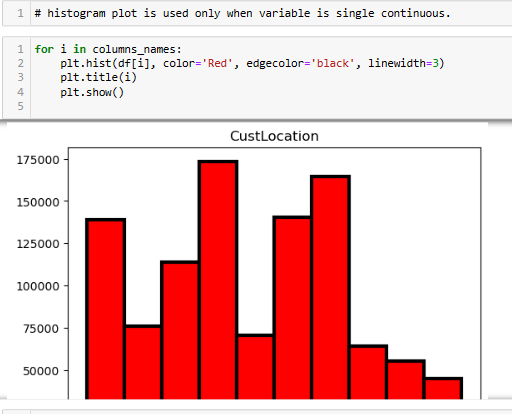 1 # histogram plot is used only when variable is single continuous.
1 for i in columns_names:
2     plt.hist(df[i], color='Red', edgecolor='black', linewidth=3)
3     plt.title(i)
4     plt.show()
5
CustLocation
175000
150000
125000
100000
75000
50000